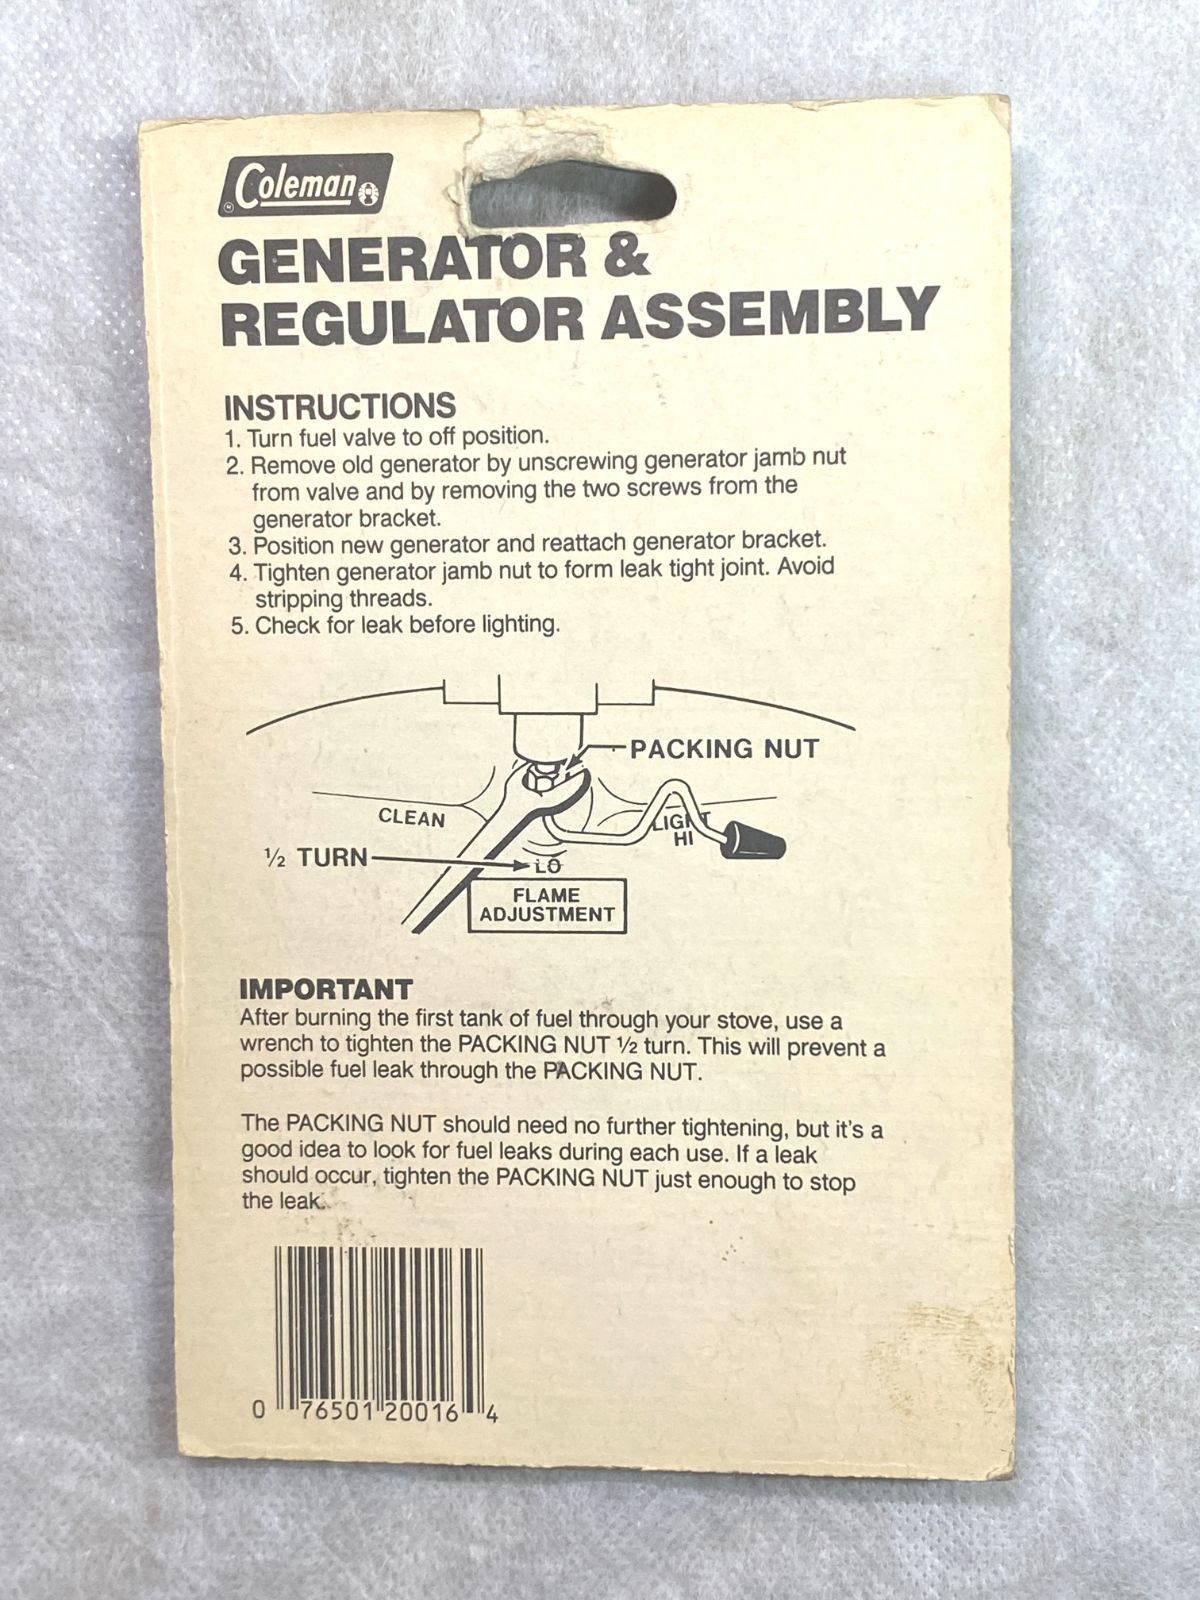 Coleman
GENERATOR &
REGULATOR ASSEMBLY
INSTRUCTIONS
1. Turn fuel valve to off position.
2. Remove old generator by unscrewing generator jamb nut
from valve and by removing the two screws from the
generator bracket.
3. Position new generator and reattach generator bracket.
4. Tighten generator jamb nut to form leak tight joint. Avoid
stripping threads.
5. Check for leak before lighting.
PACKING NUT
CLEAN
LIGHT
HI
½ TURN
LO
FLAME
ADJUSTMENT
IMPORTANT
After burning the first tank of fuel through your stove, use a
wrench to tighten the PACKING NUT ½ turn. This will prevent a
possible fuel leak through the PACKING NUT.
The PACKING NUT should need no further tightening, but it's a
good idea to look for fuel leaks during each use. If a leak
should occur, tighten the PACKING NUT just enough to stop
the leak.
0 76501 20016 4